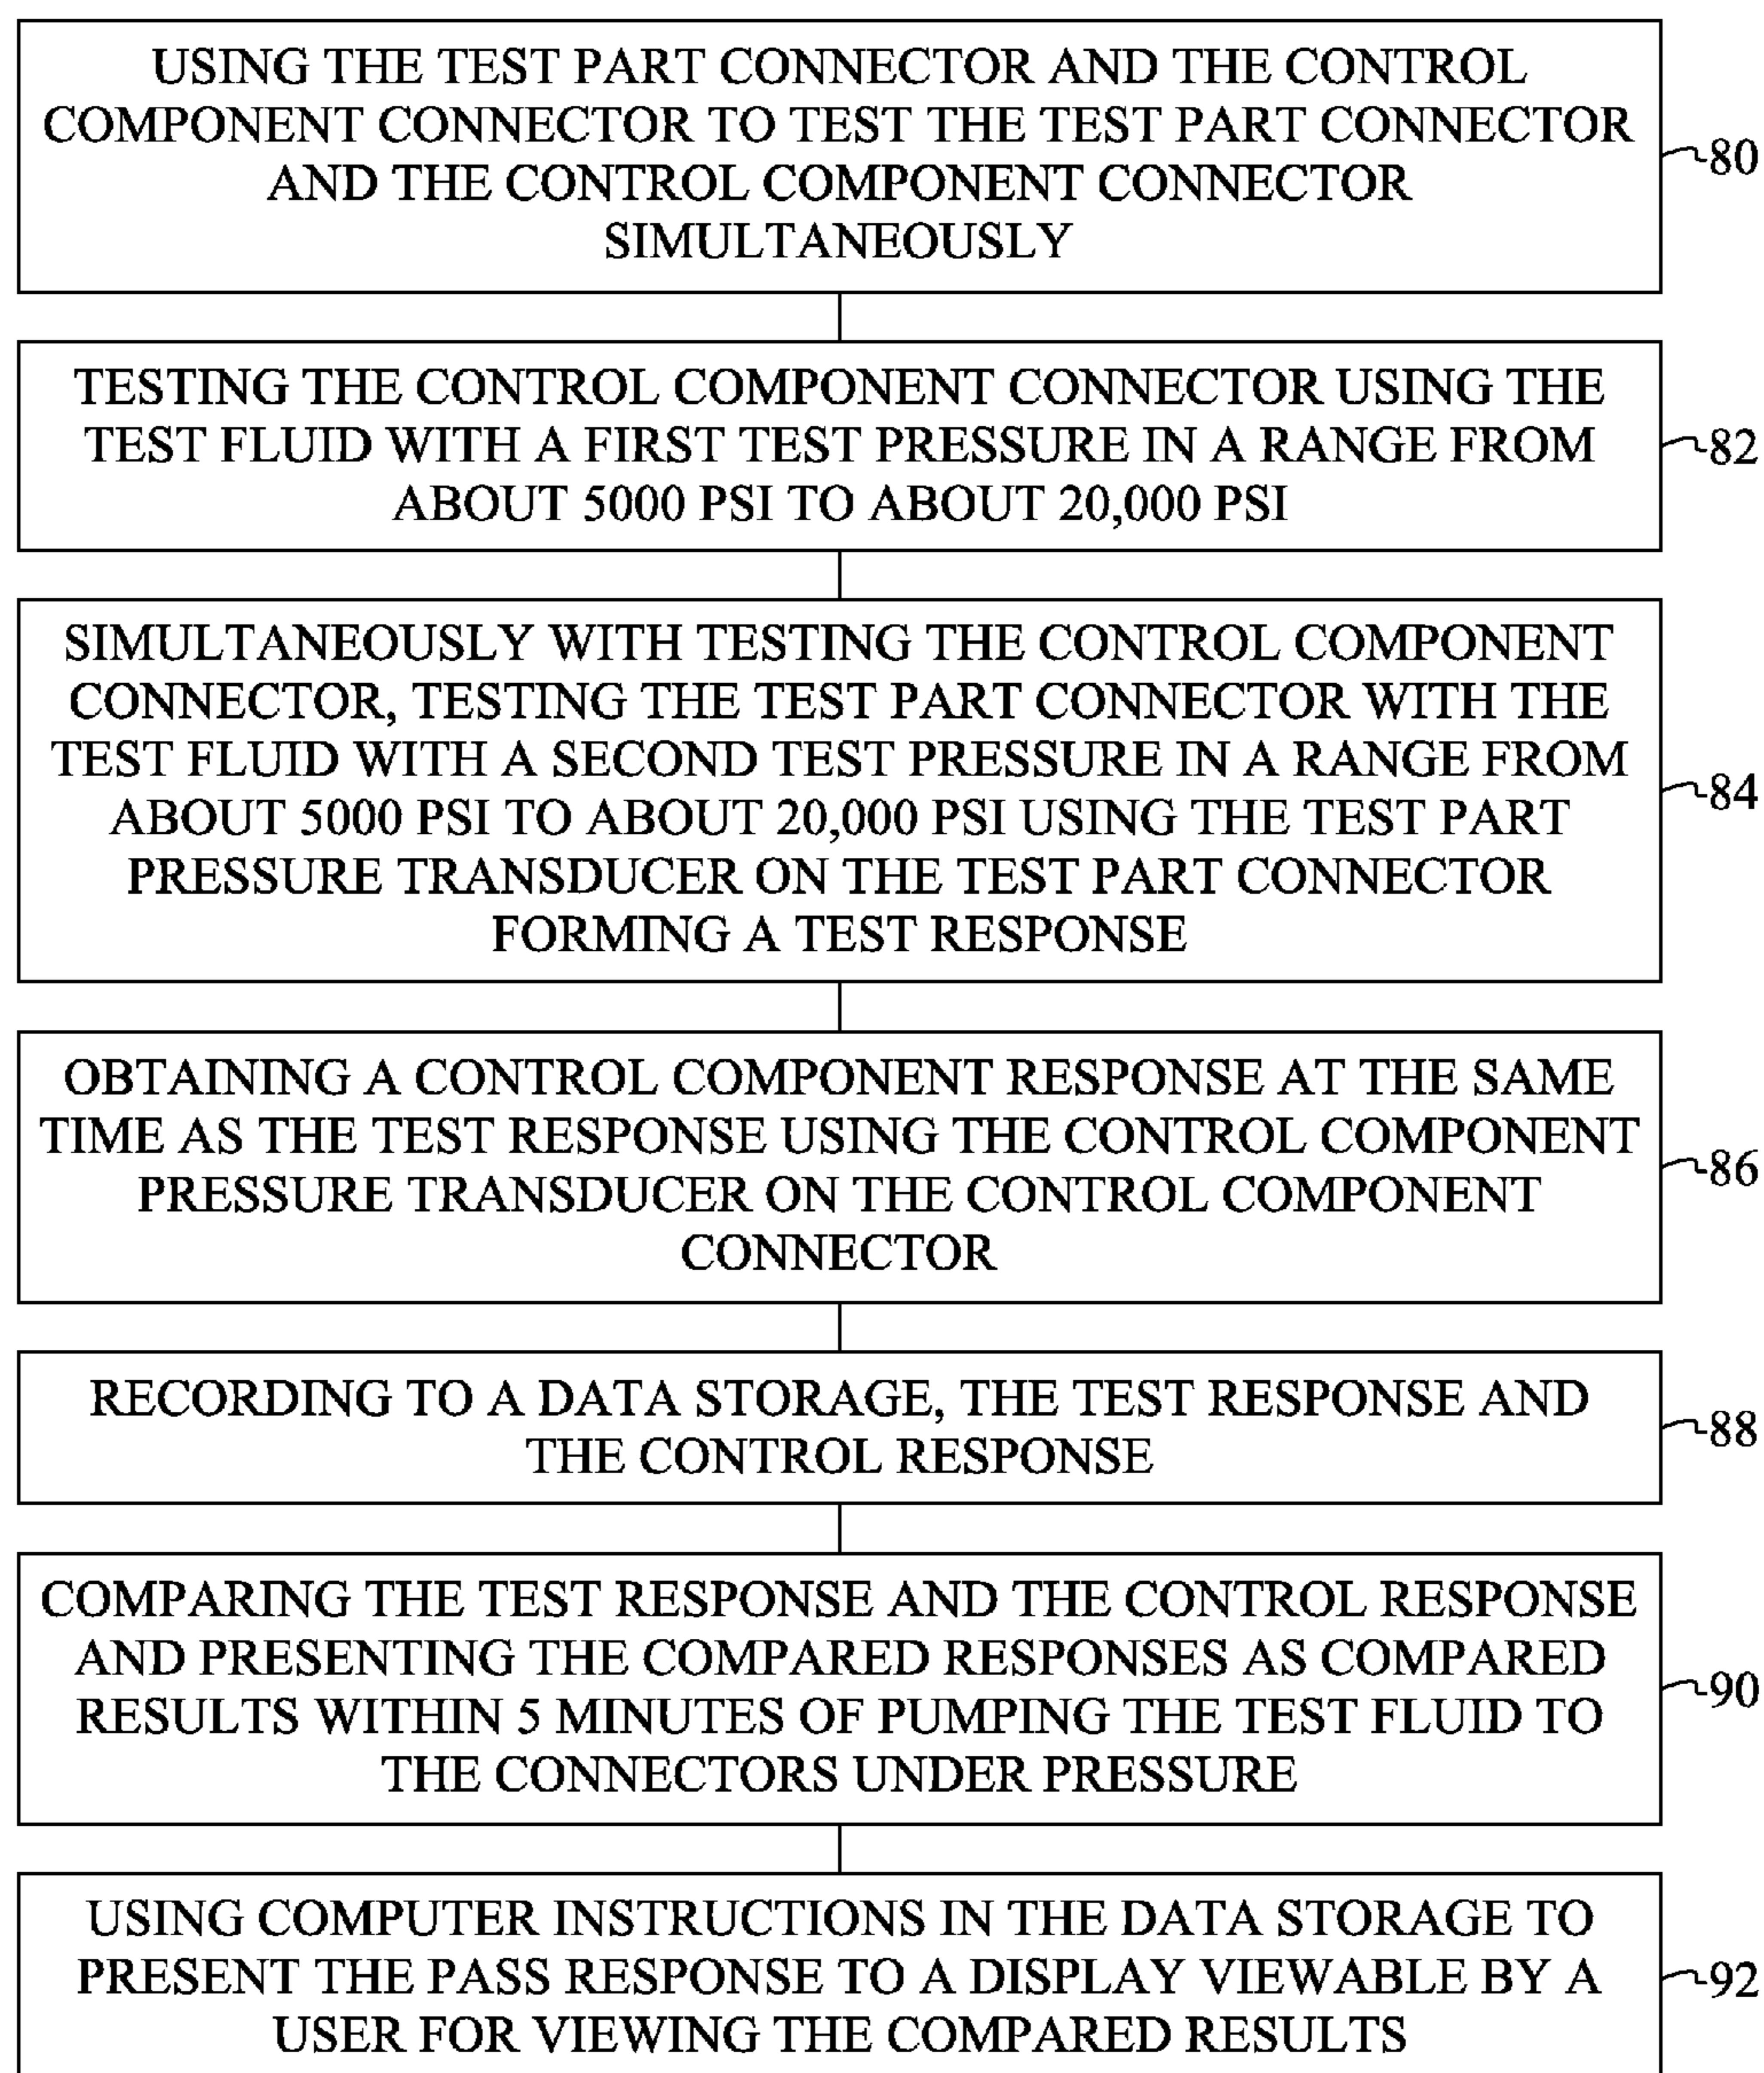 USING THE TEST PART CONNECTOR AND THE CONTROL
COMPONENT CONNECTOR TO TEST THE TEST PART CONNECTOR
AND THE CONTROL COMPONENT CONNECTOR
SIMULTANEOUSLY
80
TESTING THE CONTROL COMPONENT CONNECTOR USING THE
TEST FLUID WITH A FIRST TEST PRESSURE IN A RANGE FROM
ABOUT 5000 PSI TO ABOUT 20,000 PSI
82
SIMULTANEOUSLY WITH TESTING THE CONTROL COMPONENT
CONNECTOR, TESTING THE TEST PART CONNECTOR WITH THE
TEST FLUID WITH A SECOND TEST PRESSURE IN A RANGE FROM
ABOUT 5000 PSI TO ABOUT 20,000 PSI USING THE TEST PART
PRESSURE TRANSDUCER ON THE TEST PART CONNECTOR
FORMING A TEST RESPONSE
84
OBTAINING A CONTROL COMPONENT RESPONSE AT THE SAME
TIME AS THE TEST RESPONSE USING THE CONTROL COMPONENT
PRESSURE TRANSDUCER ON THE CONTROL COMPONENT
CONNECTOR
86
RECORDING TO A DATA STORAGE, THE TEST RESPONSE AND
THE CONTROL RESPONSE
88
COMPARING THE TEST RESPONSE AND THE CONTROL RESPONSE
AND PRESENTING THE COMPARED RESPONSES AS COMPARED
RESULTS WITHIN 5 MINUTES OF PUMPING THE TEST FLUID TO
THE CONNECTORS UNDER PRESSURE
90
USING COMPUTER INSTRUCTIONS IN THE DATA STORAGE TO
PRESENT THE PASS RESPONSE TO A DISPLAY VIEWABLE BY A
USER FOR VIEWING THE COMPARED RESULTS
92